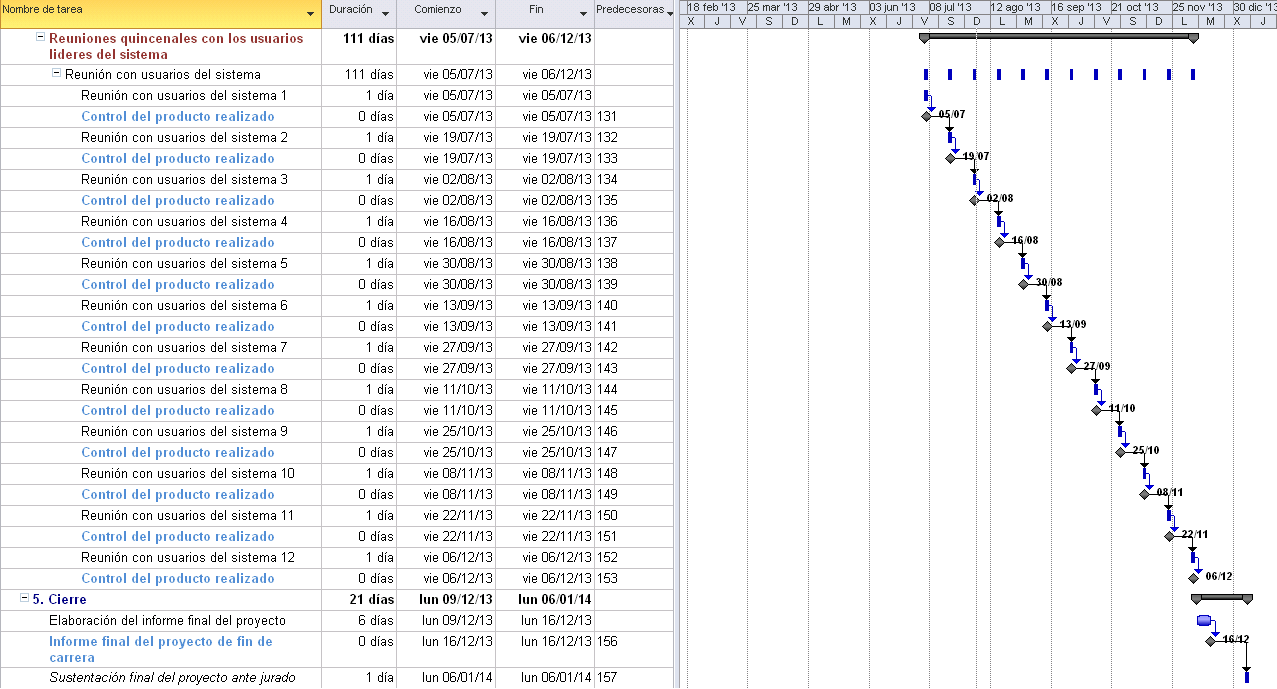 Nombre de tarea Duración Comienzo Fin Predecesoras 18 feb '13 25 mar '13 29 abr '13 03 jun '13 08 jul '13 12 ago '13 16 sep '13 21 oct '13 25 nov '13 30 dic '13
X J S D L M X J V S D L M X J V S D L M X J
Reuniones quincenales con los usuarios 111 días vie 05/07/13 vie 06/12/13
lideres del sistema
Reunión con usuarios del sistema 111 días vie 05/07/13 vie 06/12/13
Reunión con usuarios del sistema 1 1 día vie 05/07/13 vie 05/07/13
Control del producto realizado 0 días vie 05/07/13 vie 05/07/13 131 05/07
Reunión con usuarios del sistema 2 1 día vie 19/07/13 vie 19/07/13 132
Control del producto realizado 0 días vie 19/07/13 vie 19/07/13 133 19/07
Reunión con usuarios del sistema 3 1 día vie 02/08/13 vie 02/08/13 134
Control del producto realizado 0 días vie 02/08/13 vie 02/08/13 135 02/08
Reunión con usuarios del sistema 4 1 día vie 16/08/13 vie 16/08/13 136
Control del producto realizado 0 días vie 16/08/13 vie 16/08/13 137 16/08
Reunión con usuarios del sistema 5 1 día vie 30/08/13 vie 30/08/13 138
Control del producto realizado 0 días vie 30/08/13 vie 30/08/13 139 30/08
Reunión con usuarios del sistema 6 1 día vie 13/09/13 vie 13/09/13 140
Control del producto realizado 0 días vie 13/09/13 vie 13/09/13 141 13/09
Reunión con usuarios del sistema 7 1 día vie 27/09/13 vie 27/09/13 142
Control del producto realizado 0 días vie 27/09/13 vie 27/09/13 143 27/09
Reunión con usuarios del sistema 8 1 día vie 11/10/13 vie 11/10/13 144
Control del producto realizado 0 días vie 11/10/13 vie 11/10/13 145 11/10
Reunión con usuarios del sistema 9 1 día vie 25/10/13 vie 25/10/13 146
Control del producto realizado 0 días vie 25/10/13 vie 25/10/13 147 25/10
Reunión con usuarios del sistema 10 1 día vie 08/11/13 vie 08/11/13 148
Control del producto realizado 0 días vie 08/11/13 vie 08/11/13 149 08/11
Reunión con usuarios del sistema 11 1 día vie 22/11/13 vie 22/11/13 150
Control del producto realizado 0 días vie 22/11/13 vie 22/11/13 151 22/11
Reunión con usuarios del sistema 12 1 día vie 06/12/13 vie 06/12/13 152
Control del producto realizado 0 días vie 06/12/13 vie 06/12/13 153 06/12
5. Cierre 21 días lun 09/12/13 lun 06/01/14
Elaboración del informe final del proyecto 6 días lun 09/12/13 lun 16/12/13
Informe final del proyecto de fin de 0 días lun 16/12/13 lun 16/12/13 156 16/12
carrera
Sustentación final del proyecto ante jurado 1 día lun 06/01/14 lun 06/01/14 157